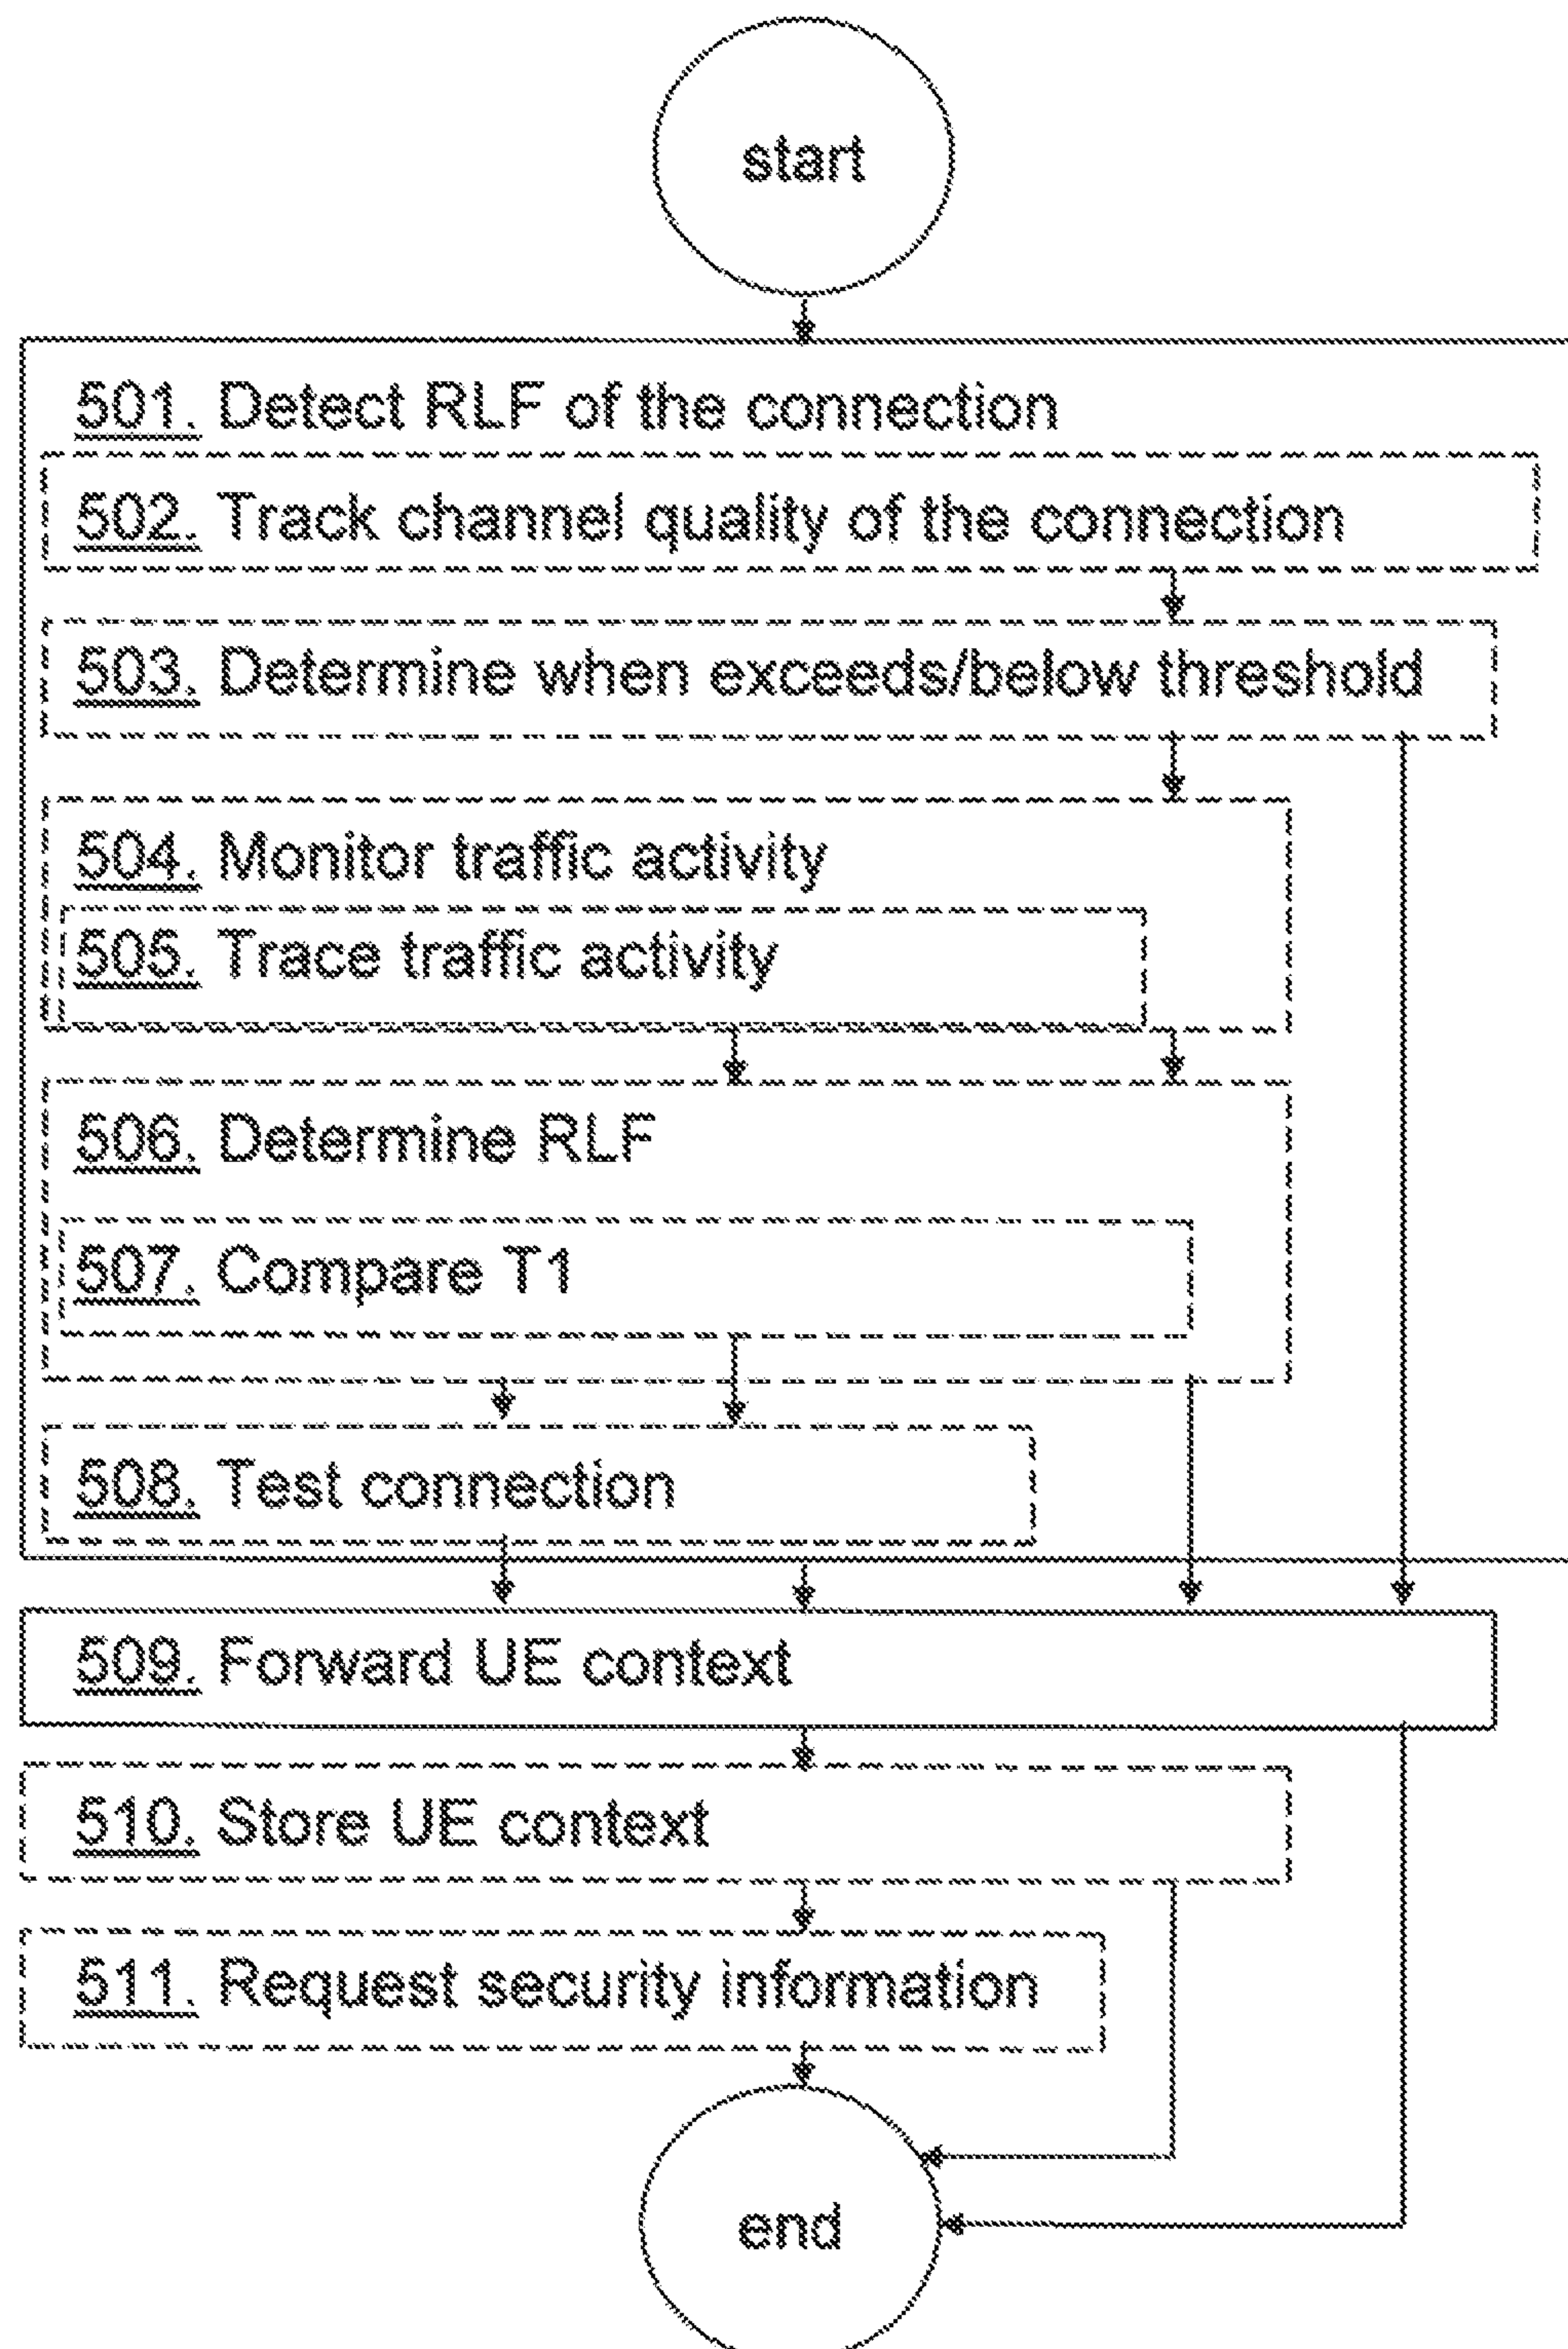 start
501. Detect RLF of the connection
502. Track channel quality of the connection
503. Determine when exceeds/below threshold
504. Monitor traffic activity
505. Trace traffic activity
506. Determine RLF
507. Compare T1
508. Test connection
509. Forward UE context
510. Store UE context
511. Request security information
end